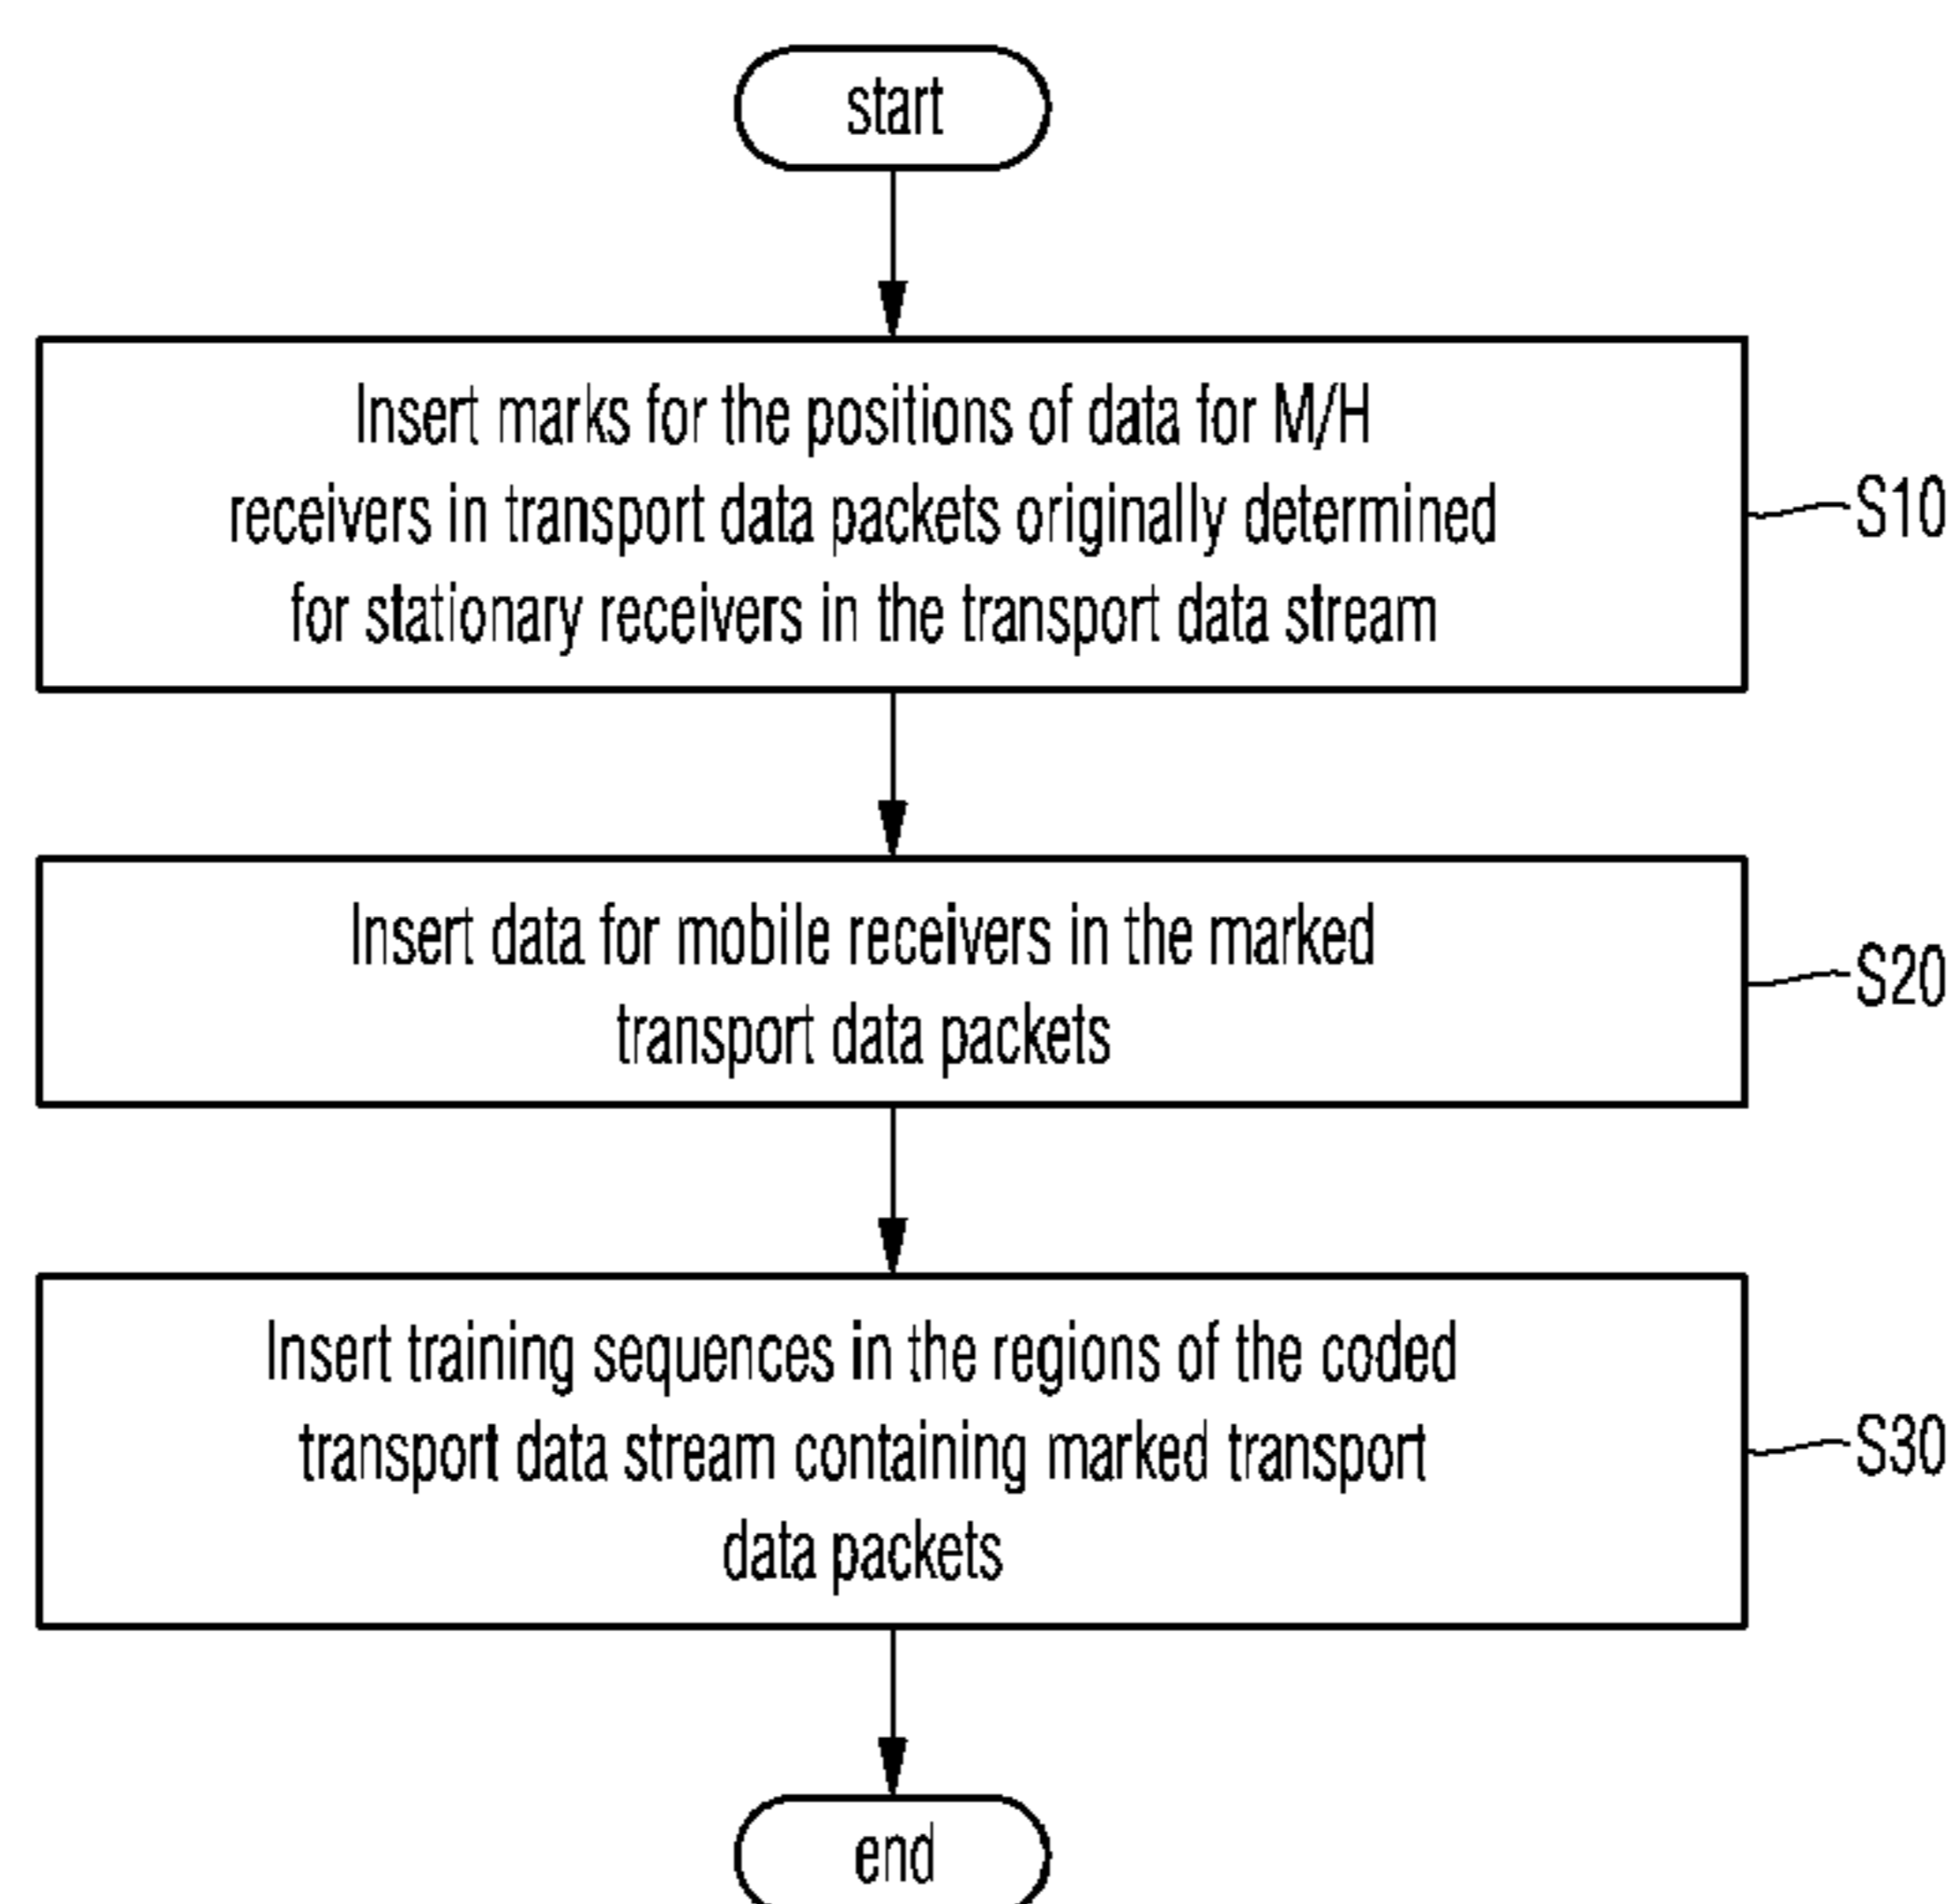 start
Insert marks for the positions of data for M/H
receivers in transport data packets originally determined
for stationary receivers in the transport data stream
S10
Insert data for mobile receivers in the marked
transport data packets
S20
Insert training sequences in the regions of the coded
transport data stream containing marked transport
data packets
S30
end